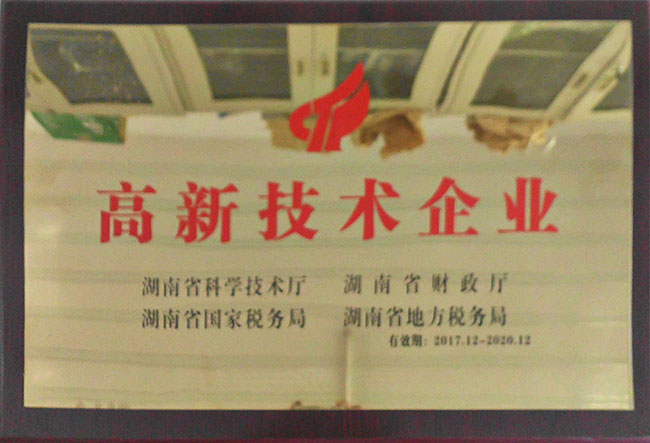 高新技术企业
湖南省科学技术厅 湖南省财政厅
湖南省国家税务局 湖南省地方税务局
有效期：2017.12-2020.12